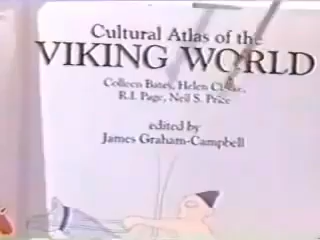 Cultural Atlas of the
VIKING WORLD
Colleen Batey, Helen Clarke,
R.I. Page, Neil S. Price
edited by
James Graham-Campbell